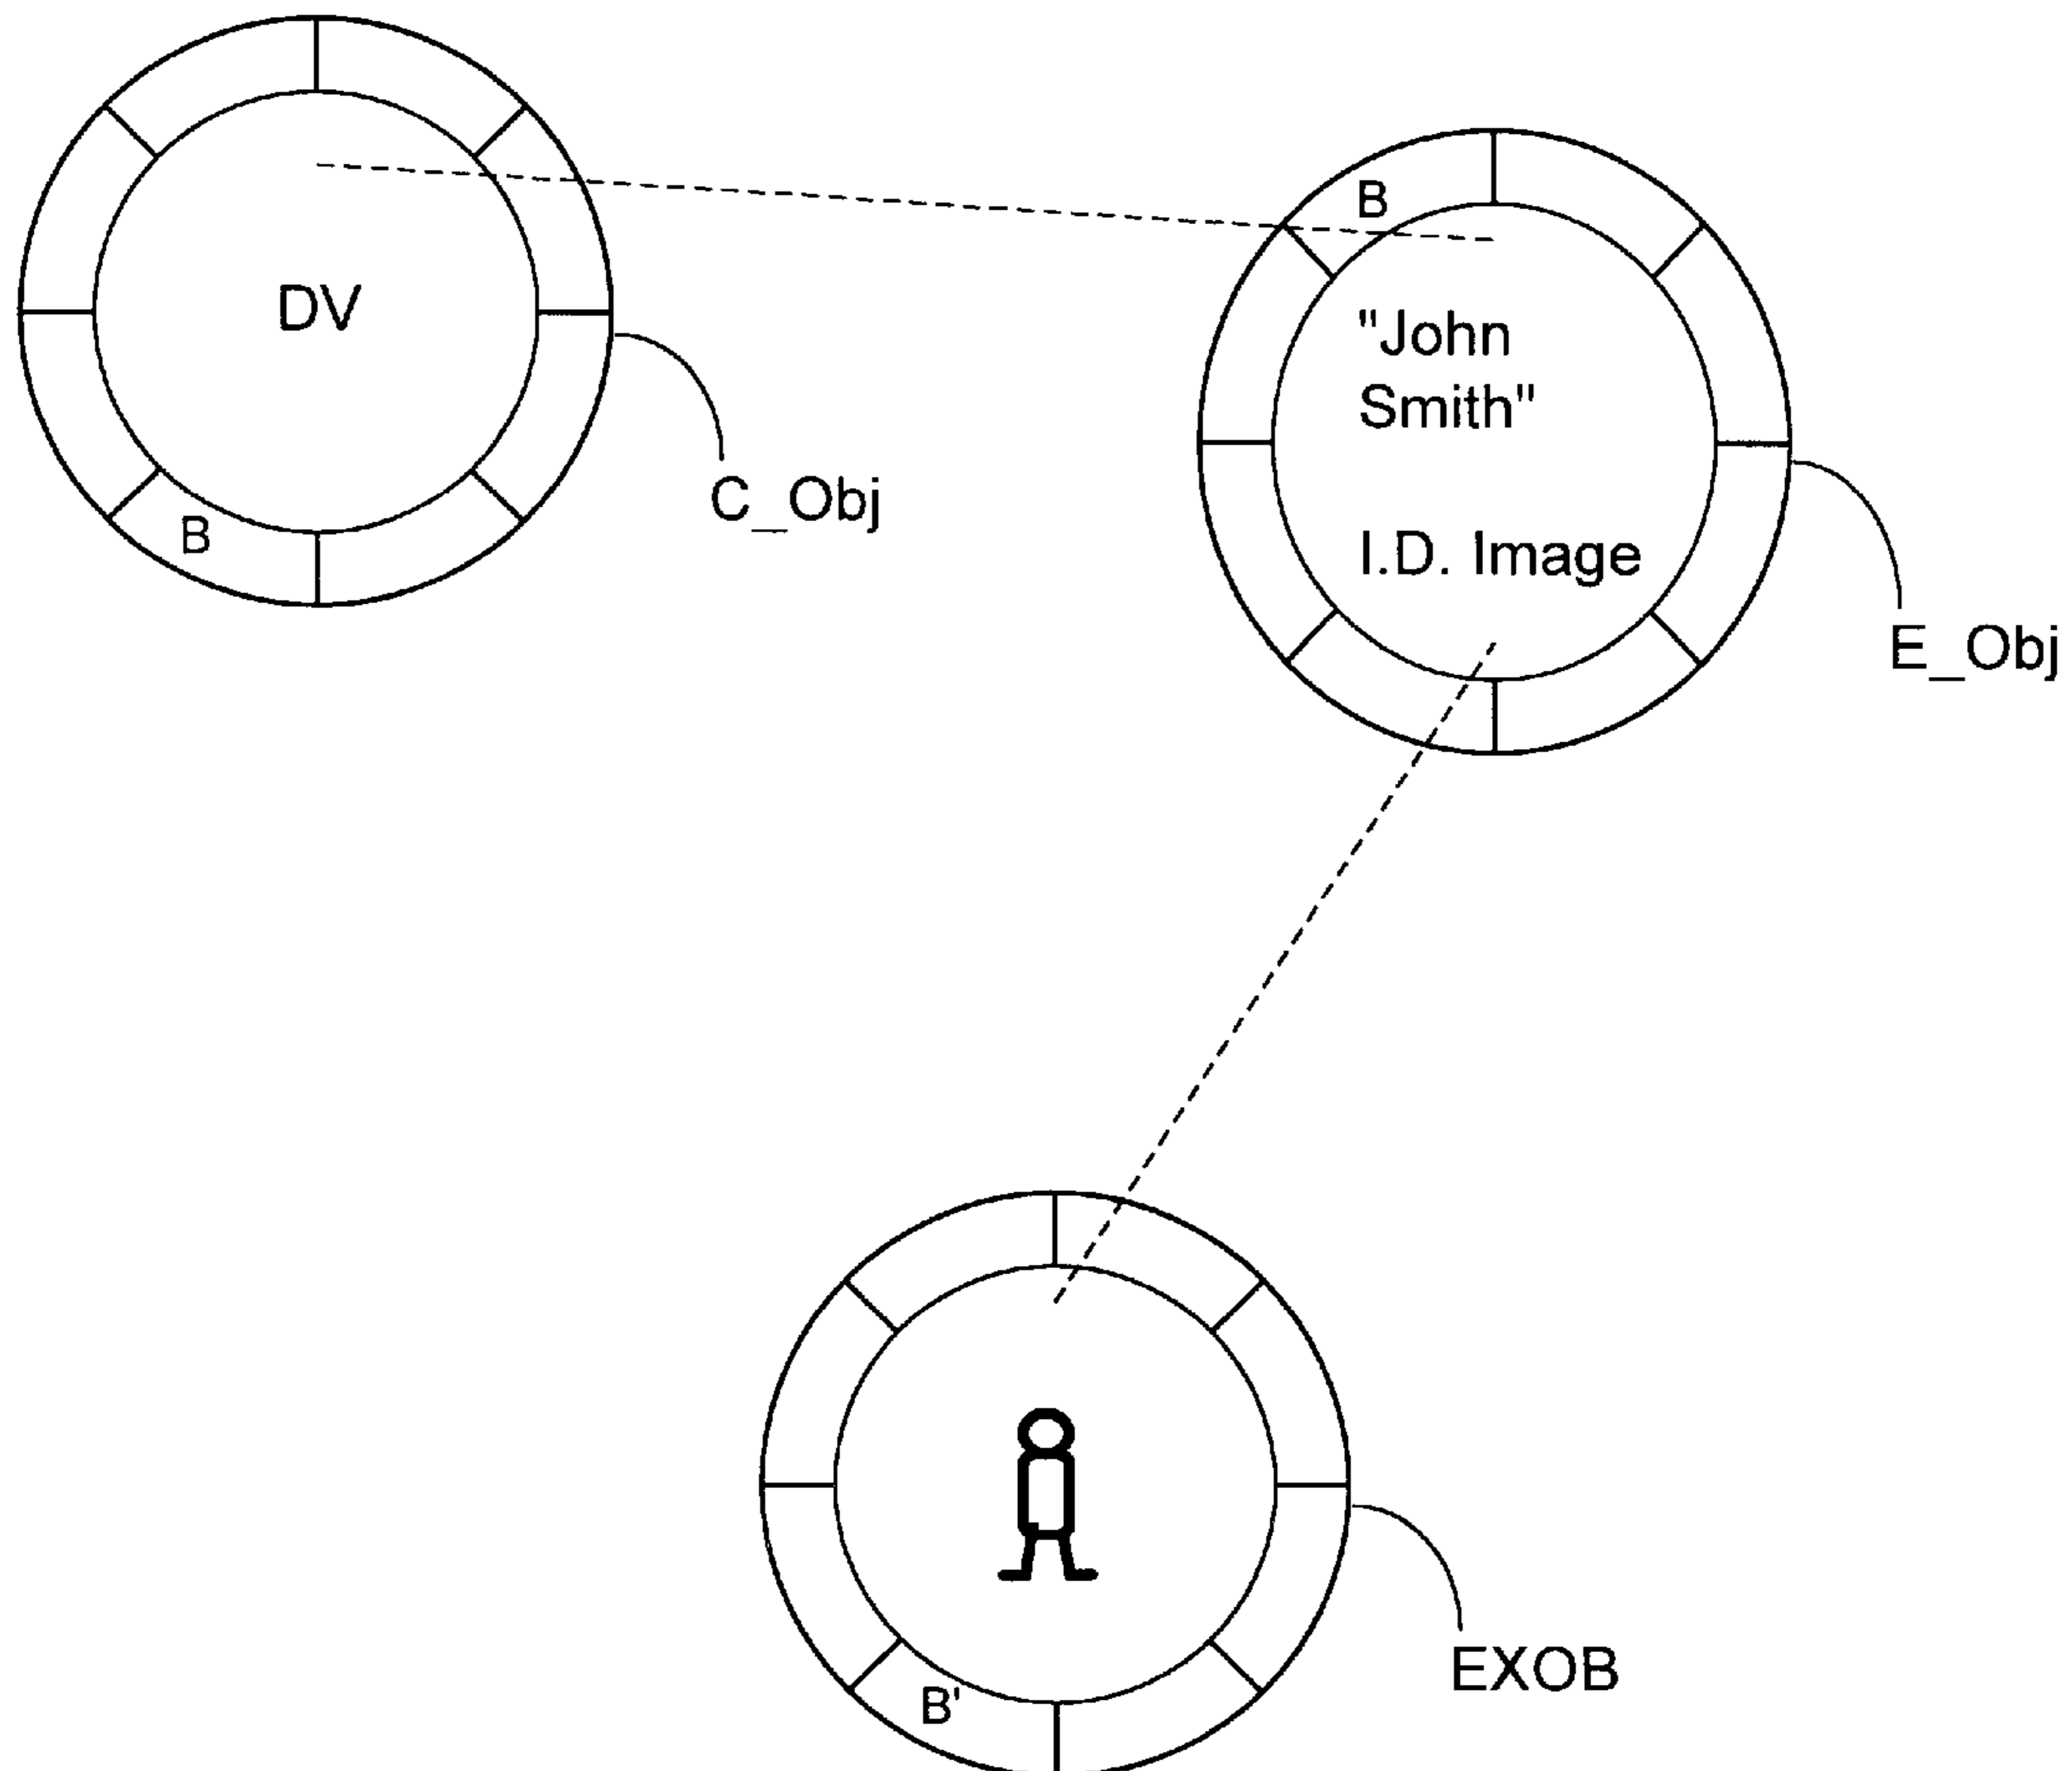 DV
B
C_Obj
B
"John
Smith"
I.D. Image
E_Obj
B'
EXOB